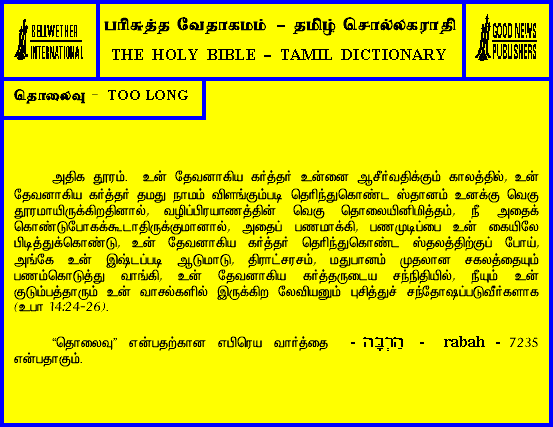 BELLWETHER
INTERNATIONAL
பரிசுத்த வேதாகமம் – தமிழ் சொல்லகராதி
THE HOLY BIBLE – TAMIL DICTIONARY
GOOD NEWS
PUBLISHERS
தொலைவு – TOO LONG
அதிக தூரம். உன் தேவனாகிய கர்த்தர் உன்னை ஆசீர்வதிக்கும் காலத்தில், உன்
தேவனாகிய கர்த்தர் தமது நாமம் விளங்கும்படி தெரிந்துகொண்ட ஸ்தானம் உனக்கு வெகு
தூரமாயிருக்கிறதினால், வழிப்பிரயாணத்தின் வெகு தொலையினிமித்தம், நீ அதைக்
கொண்டுபோகக்கூடாதிருக்குமானால், அதைப் பணமாக்கி, பணமுடிப்பை உன் கையிலே
பிடித்துக்கொண்டு, உன் தேவனாகிய கர்த்தர் தெரிந்துகொண்ட ஸ்தலத்திற்குப் போய்,
அங்கே உன் இஷ்டப்படி ஆடுமாடு, திராட்சரசம், மதுபானம் முதலான சகலத்தையும்
பணம்கொடுத்து வாங்கி, உன் தேவனாகிய கர்த்தருடைய சந்நிதியில், நீயும் உன்
குடும்பத்தாரும் உன் வாசல்களில் இருக்கிற லேவியனும் புசித்துச் சந்தோஷப்படுவீர்களாக
(உபா 14:24-26).
“தொலைவு” என்பதற்கான எபிரெய வார்த்தை - הַרְבָּה - rabah - 7235
என்பதாகும்.